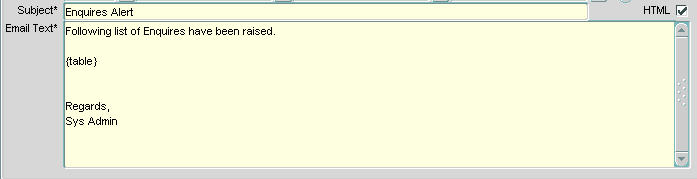 Subject* Enquires Alert HTML
Email Text* Following list of Enquires have been raised.
{table}
Regards,
Sys Admin